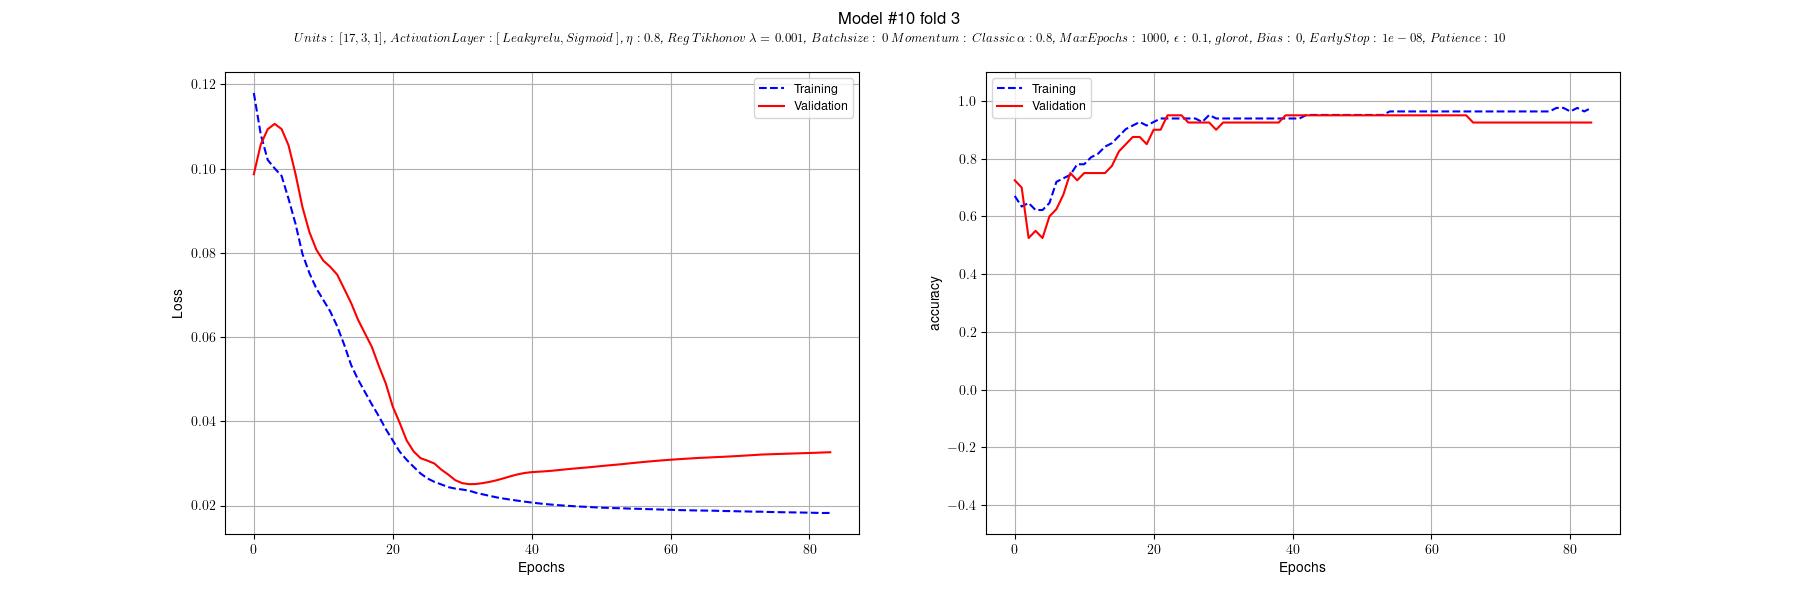 Model #10 fold 3
Units : [17, 3, 1], ActivationLayer : [ Leakyrelu, Sigmoid ], η : 0.8, Reg Tikhonov λ = 0.001, Batchsize : 0 Momentum : Classic α : 0.8, MaxEpochs : 1000, ϵ : 0.1, glorot, Bias : 0, EarlyStop : 1e − 08, Patience : 10
0.12
0.10
0.08
0.06
0.04
0.02
Loss
0 20 40 60 80
Epochs
Training
Validation
1.0
0.8
0.6
0.4
0.2
0.0
−0.2
−0.4
accuracy
0 20 40 60 80
Epochs
Training
Validation